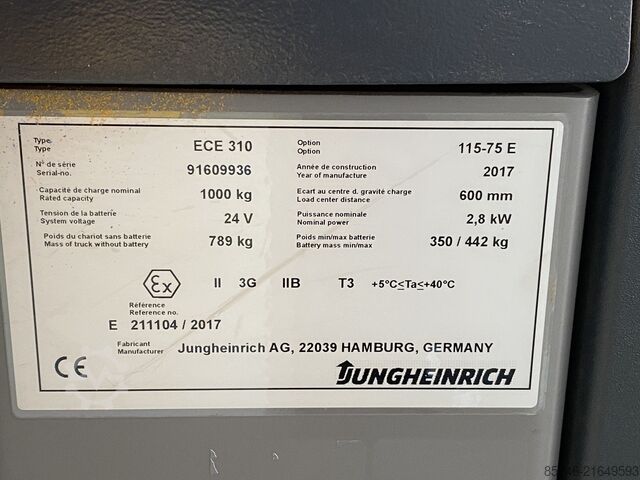 Type ECE 310 Option 115-75 E
Type Option
N° de série 91609936 Année de construction 2017
Serial-no. Year of manufacture
Capacité de charge nominal 1000 kg Ecart au centre d. gravité charge 600 mm
Rated capacity Load center distance
Tension de la batterie 24 V Puissance nominale 2,8 kW
System voltage Nominal power
Poids du chariot sans batterie 789 kg Poids min/max batterie 350 / 442 kg
Mass of truck without battery Battery mass min/max
Ex II 3G IIB T3 +5°C≤Ta≤+40°C
Référence
Reference no.
E 211104 / 2017
Fabricant
Manufacturer Jungheinrich AG, 22039 HAMBURG, GERMANY
CE JUNGHEINRICH